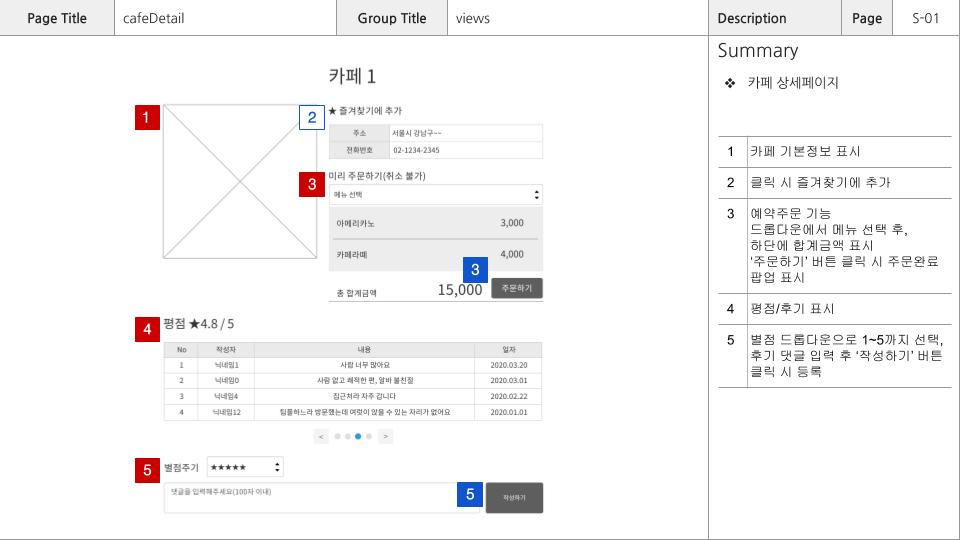 Page Title cafeDetail Group Title views Description Page S-01
카페 1
1
2 ★ 즐겨찾기에 추가
주소 서울시 강남구~~
전화번호 02-1234-2345
3 미리 주문하기(취소 불가)
메뉴 선택
아메리카노 3,000
카페라떼 4,000
3
총 합계금액 15,000 주문하기
4 평점 ★4.8 / 5
No 작성자 내용 일자
1 닉네임1 사람 너무 많아요 2020.03.20
2 닉네임0 사람 없고 쾌적한 편, 알바 불친절 2020.03.01
3 닉네임4 집근처라 자주 갑니다 2020.02.22
4 닉네임12 팀플하느라 방문했는데 여럿이 앉을 수 있는 자리가 없어요 2020.01.01
< >
5 별점주기 ★★★★★
댓글을 입력해주세요(100자 이내) 5 작성하기
Summary
❖ 카페 상세페이지
1 카페 기본정보 표시
2 클릭 시 즐겨찾기에 추가
3 예약주문 기능
드롭다운에서 메뉴 선택 후,
하단에 합계금액 표시
‘주문하기’ 버튼 클릭 시 주문완료
팝업 표시
4 평점/후기 표시
5 별점 드롭다운으로 1~5까지 선택,
후기 댓글 입력 후 ‘작성하기’ 버튼
클릭 시 등록